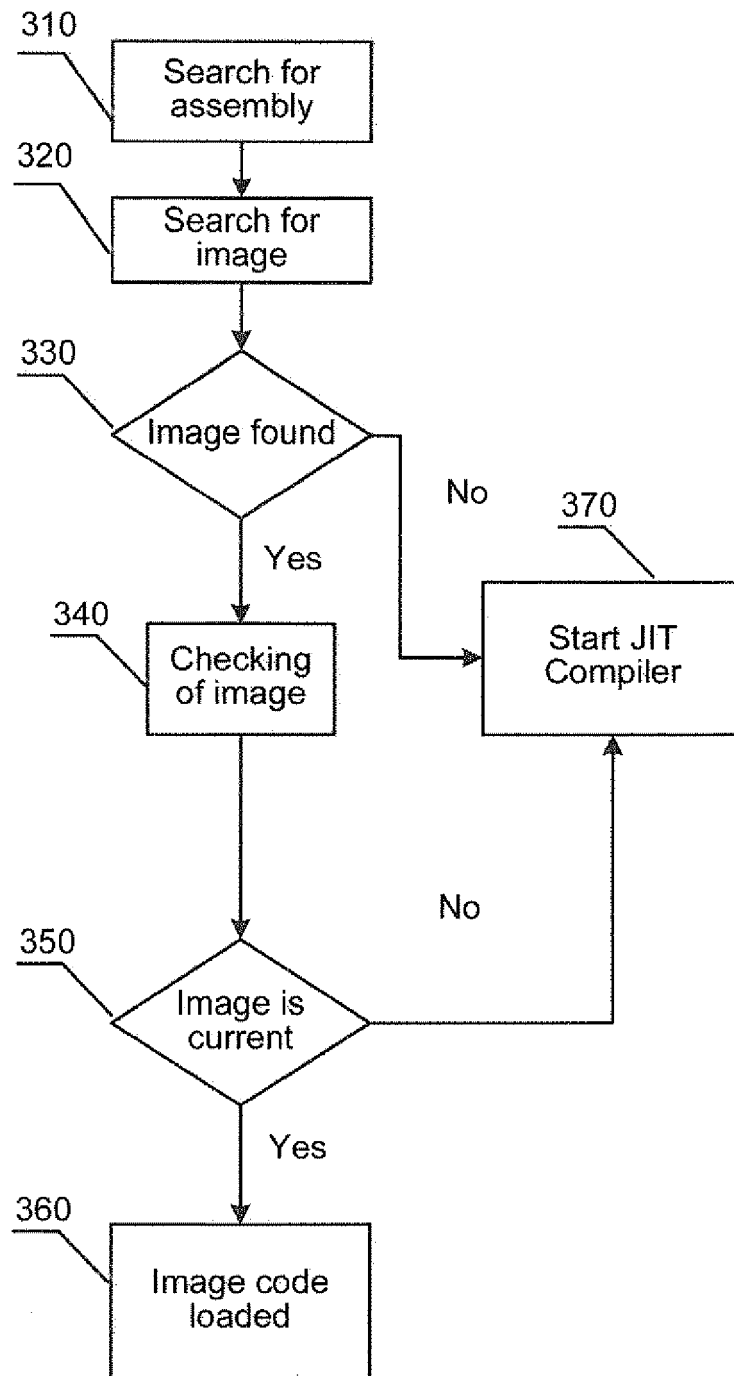 310
Search for
assembly
320
Search for
image
330
Image found
No
370
Yes
340
Checking
of image
Start JIT
Compiler
No
350
Image is
current
Yes
360
Image code
loaded